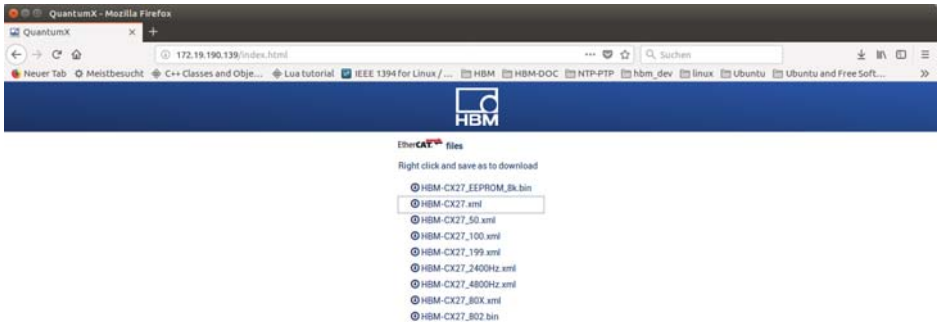 QuantumX - Mozilla Firefox
QuantumX × +
172.19.190.139/index.html ··· Suchen
Neuer Tab Meistbesucht C++ Classes and Obje... Lua tutorial IEEE 1394 for Linux / ... HBM HBM-DOC NTP-PTP hbm_dev linux Ubuntu Ubuntu and Free Soft... »
HBM
EtherCAT files
Right click and save as to download
HBM-CX27_EEPROM_8k.bin
HBM-CX27.xml
HBM-CX27_50.xml
HBM-CX27_100.xml
HBM-CX27_199.xml
HBM-CX27_2400Hz.xml
HBM-CX27_4800Hz.xml
HBM-CX27_80X.xml
HBM-CX27_802.bin